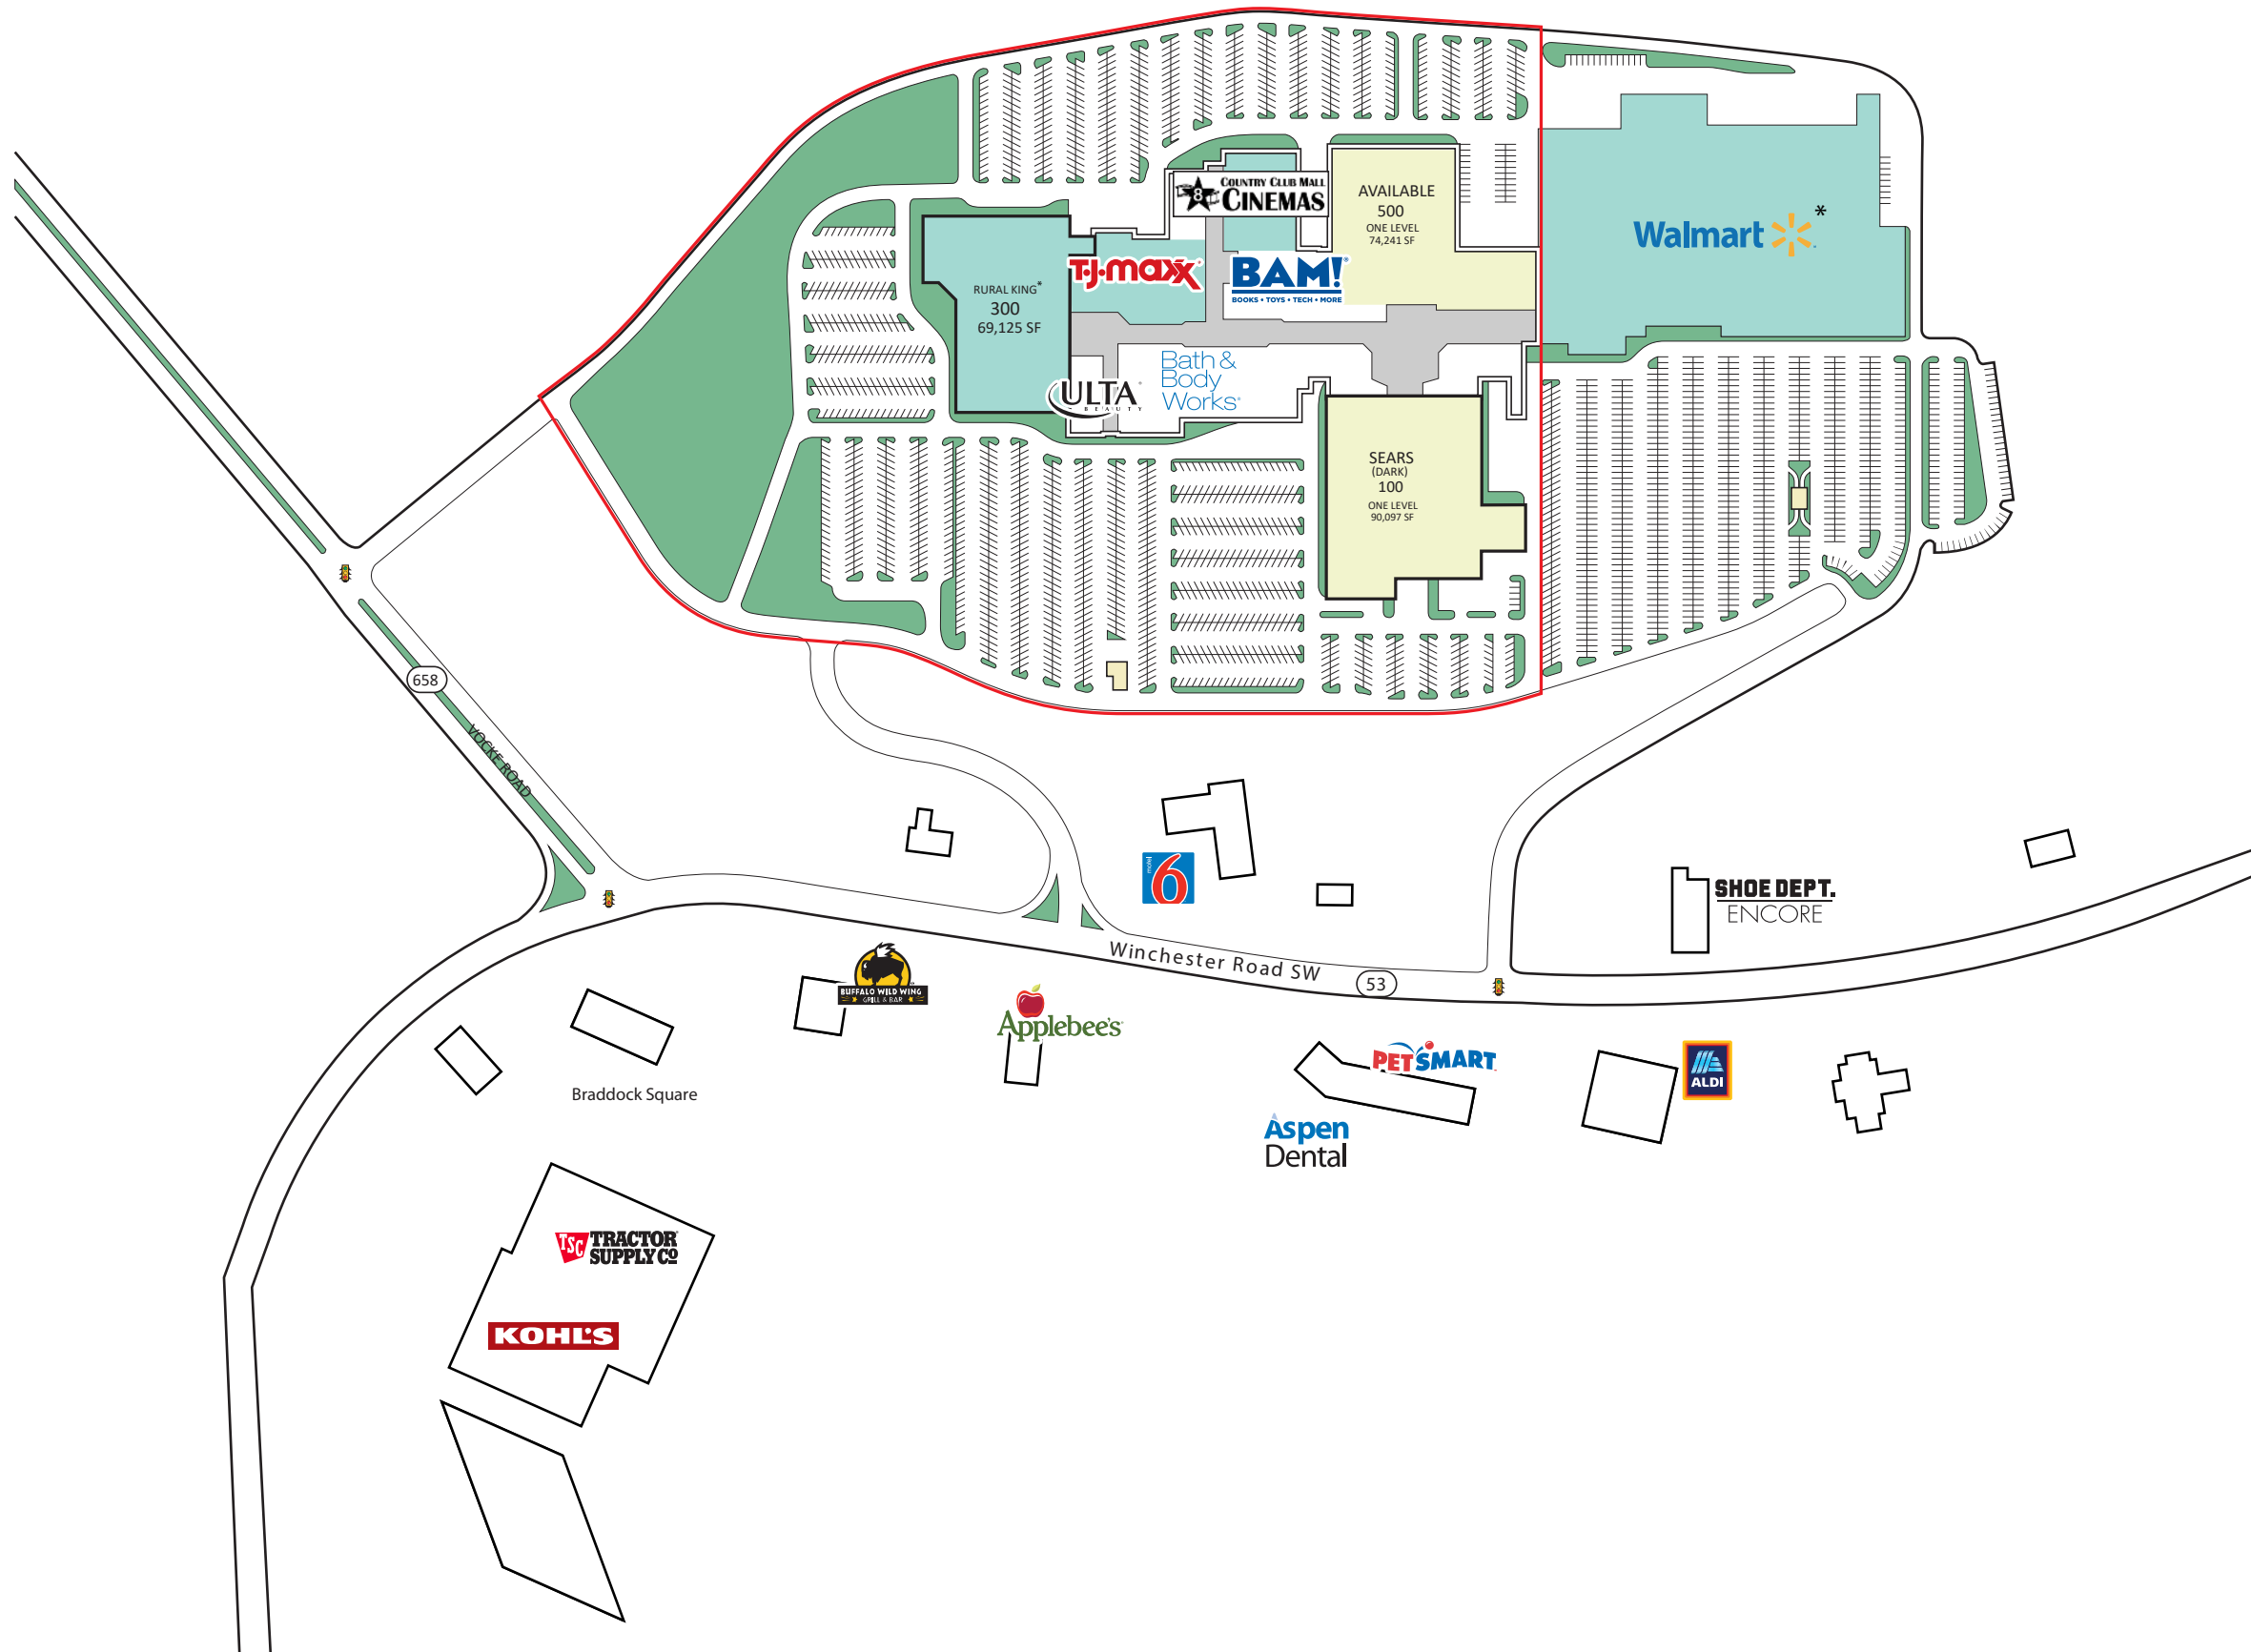 8
COUNTRY CLUB MALL
CINEMAS
AVAILABLE
500
ONE LEVEL
74,241 SF
Walmart *
T·J·maxx
BAM!
BOOKS • TOYS • TECH • MORE
RURAL KING*
300
69,125 SF
Bath &
Body
Works
ULTA
BEAUTY
SEARS
(DARK)
100
ONE LEVEL
90,097 SF
658
VOCKE ROAD
motel
6
SHOE DEPT.
ENCORE
Winchester Road SW
53
BUFFALO WILD WING
GRILL & BAR
Applebee's
PETSMART
ALDI
Braddock Square
Aspen
Dental
TSC TRACTOR
SUPPLY CO
KOHL'S